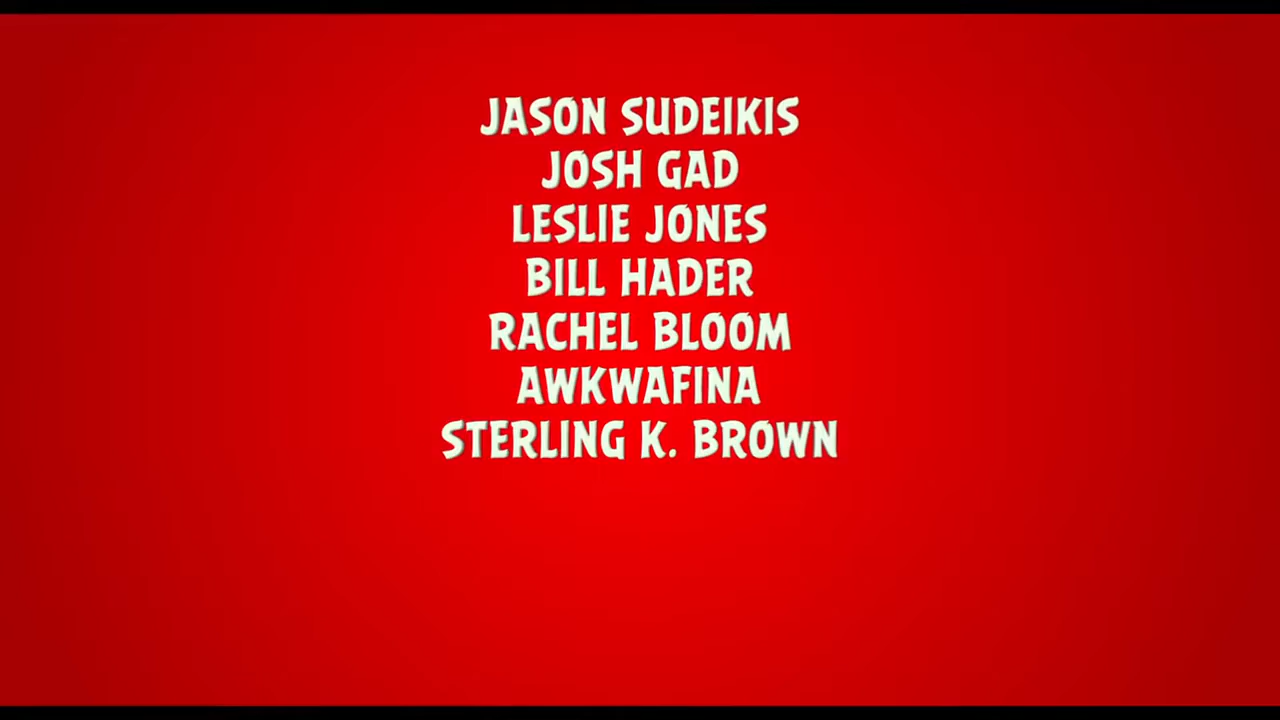 JASON SUDEIKIS
JOSH GAD
LESLIE JONES
BILL HADER
RACHEL BLOOM
AWKWAFINA
STERLING K. BROWN